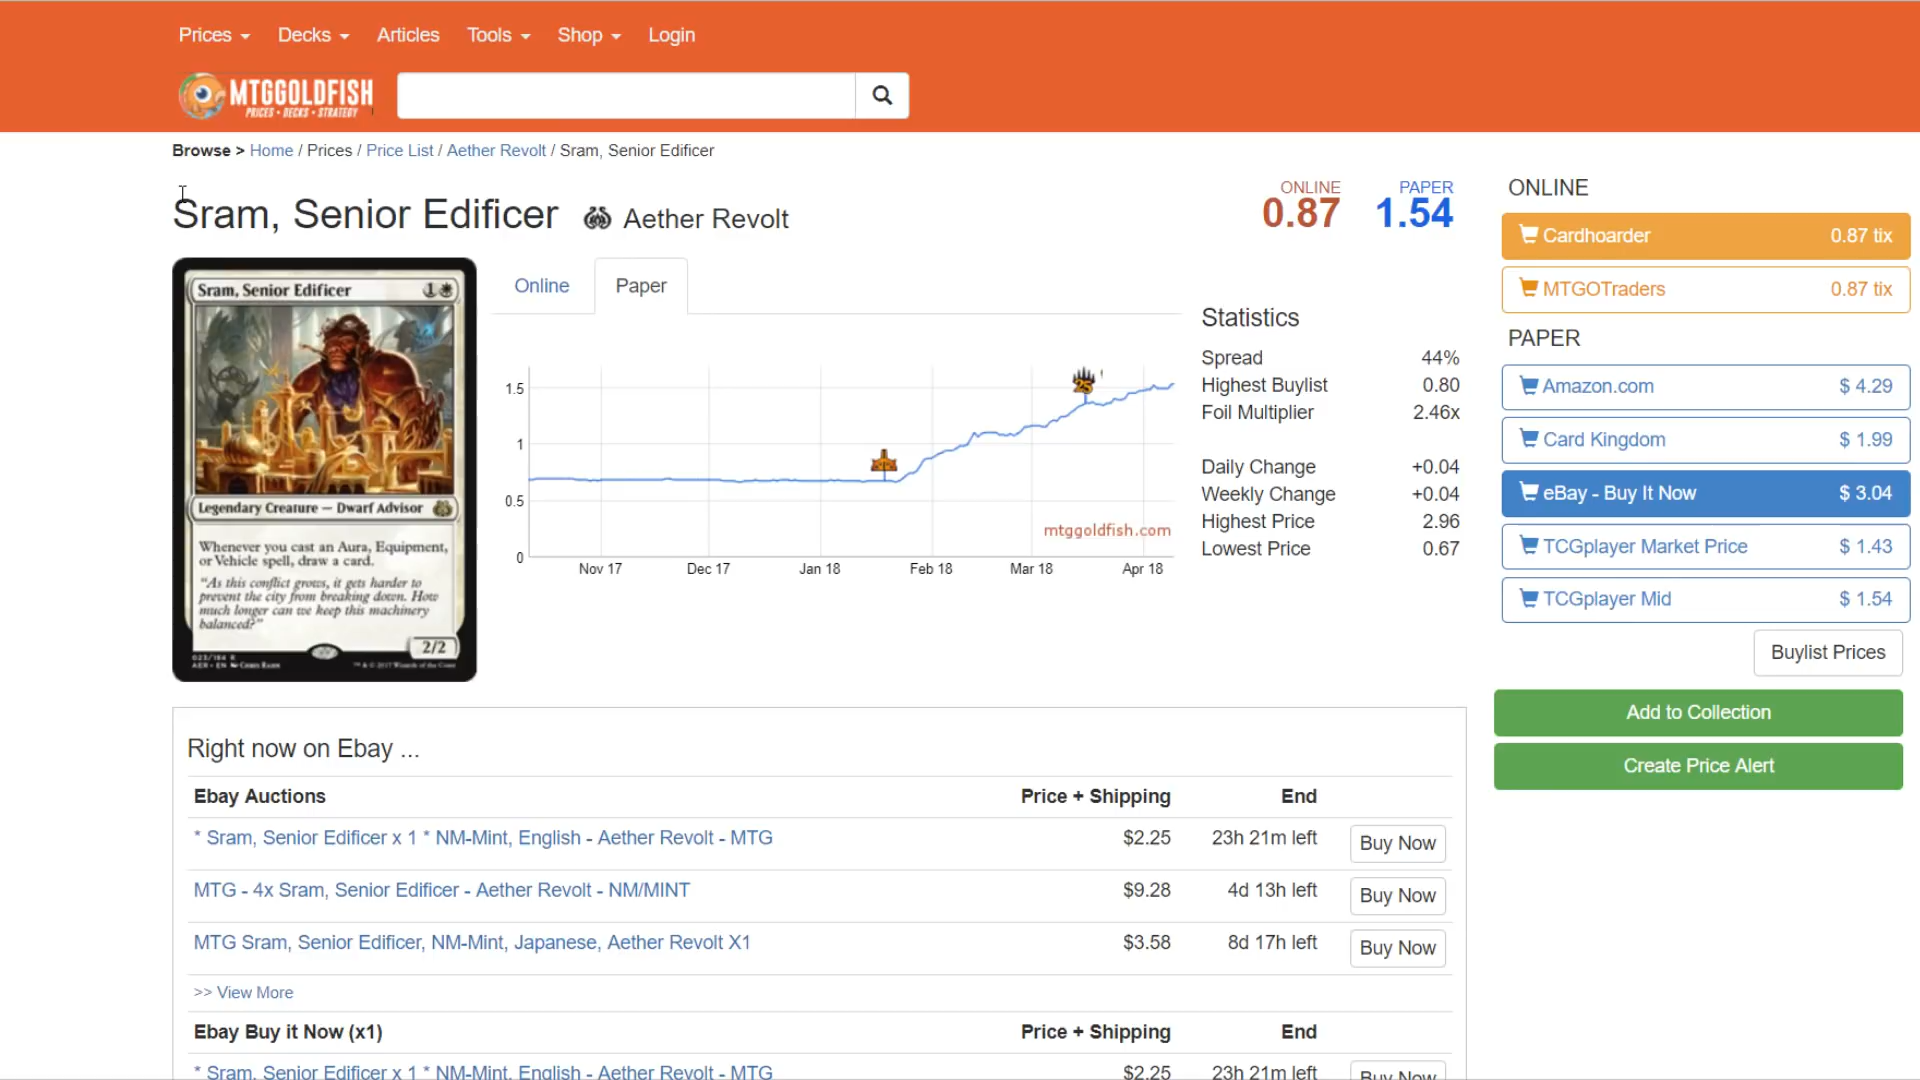 Prices Decks Articles Tools Shop Login
MTGGOLDFISH
PRICES • DECKS • STRATEGY
Browse > Home / Prices / Price List / Aether Revolt / Sram, Senior Edificer
Sram, Senior Edificer Aether Revolt
ONLINE
0.87
PAPER
1.54
Sram, Senior Edificer 1
Legendary Creature — Dwarf Advisor
Whenever you cast an Aura, Equipment,
or Vehicle spell, draw a card.
"As this conflict grows, it gets harder to
prevent the city from breaking down. How
much longer can we keep this machinery
balanced?"
2/2
Online Paper
1.5
1
0.5
0
25
mtggoldfish.com
Nov 17 Dec 17 Jan 18 Feb 18 Mar 18 Apr 18
Statistics
Spread 44%
Highest Buylist 0.80
Foil Multiplier 2.46x
Daily Change +0.04
Weekly Change +0.04
Highest Price 2.96
Lowest Price 0.67
ONLINE
Cardhoarder 0.87 tix
MTGOTraders 0.87 tix
PAPER
Amazon.com $ 4.29
Card Kingdom $ 1.99
eBay - Buy It Now $ 3.04
TCGplayer Market Price $ 1.43
TCGplayer Mid $ 1.54
Buylist Prices
Add to Collection
Create Price Alert
Right now on Ebay ...
Ebay Auctions Price + Shipping End
* Sram, Senior Edificer x 1 * NM-Mint, English - Aether Revolt - MTG $2.25 23h 21m left Buy Now
MTG - 4x Sram, Senior Edificer - Aether Revolt - NM/MINT $9.28 4d 13h left Buy Now
MTG Sram, Senior Edificer, NM-Mint, Japanese, Aether Revolt X1 $3.58 8d 17h left Buy Now
>> View More
Ebay Buy it Now (x1) Price + Shipping End
* Sram, Senior Edificer x 1 * NM-Mint, English - Aether Revolt - MTG $2.25 23h 21m left Buy Now